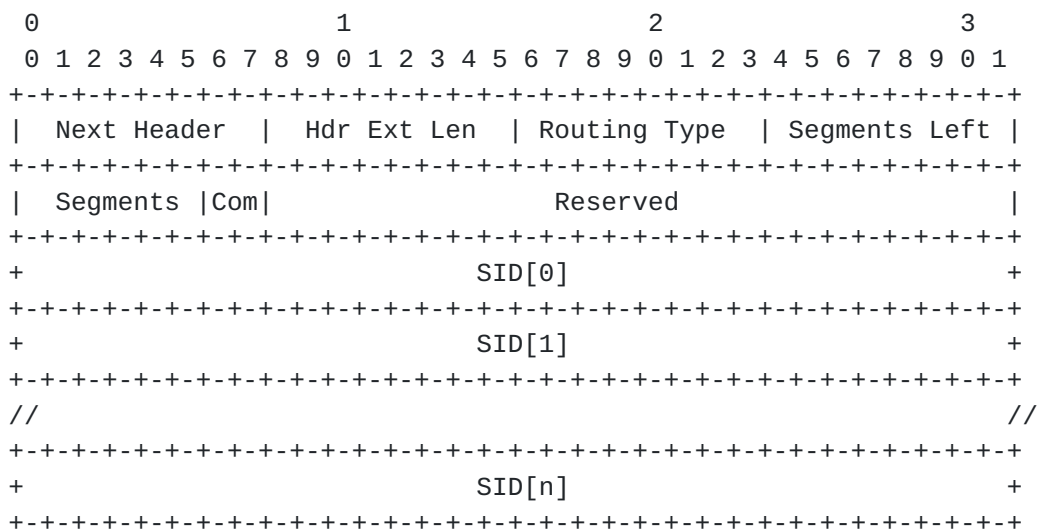 0                   1                   2                   3
 0 1 2 3 4 5 6 7 8 9 0 1 2 3 4 5 6 7 8 9 0 1 2 3 4 5 6 7 8 9 0 1
+-+-+-+-+-+-+-+-+-+-+-+-+-+-+-+-+-+-+-+-+-+-+-+-+-+-+-+-+-+-+-+-+
|  Next Header  |  Hdr Ext Len  | Routing Type  | Segments Left |
+-+-+-+-+-+-+-+-+-+-+-+-+-+-+-+-+-+-+-+-+-+-+-+-+-+-+-+-+-+-+-+-+
|  Segments |Com|                  Reserved                     |
+-+-+-+-+-+-+-+-+-+-+-+-+-+-+-+-+-+-+-+-+-+-+-+-+-+-+-+-+-+-+-+-+
+                             SID[0]                            +
+-+-+-+-+-+-+-+-+-+-+-+-+-+-+-+-+-+-+-+-+-+-+-+-+-+-+-+-+-+-+-+-+
+                             SID[1]                            +
+-+-+-+-+-+-+-+-+-+-+-+-+-+-+-+-+-+-+-+-+-+-+-+-+-+-+-+-+-+-+-+-+
//                                                              //
+-+-+-+-+-+-+-+-+-+-+-+-+-+-+-+-+-+-+-+-+-+-+-+-+-+-+-+-+-+-+-+-+
+                             SID[n]                            +
+-+-+-+-+-+-+-+-+-+-+-+-+-+-+-+-+-+-+-+-+-+-+-+-+-+-+-+-+-+-+-+-+